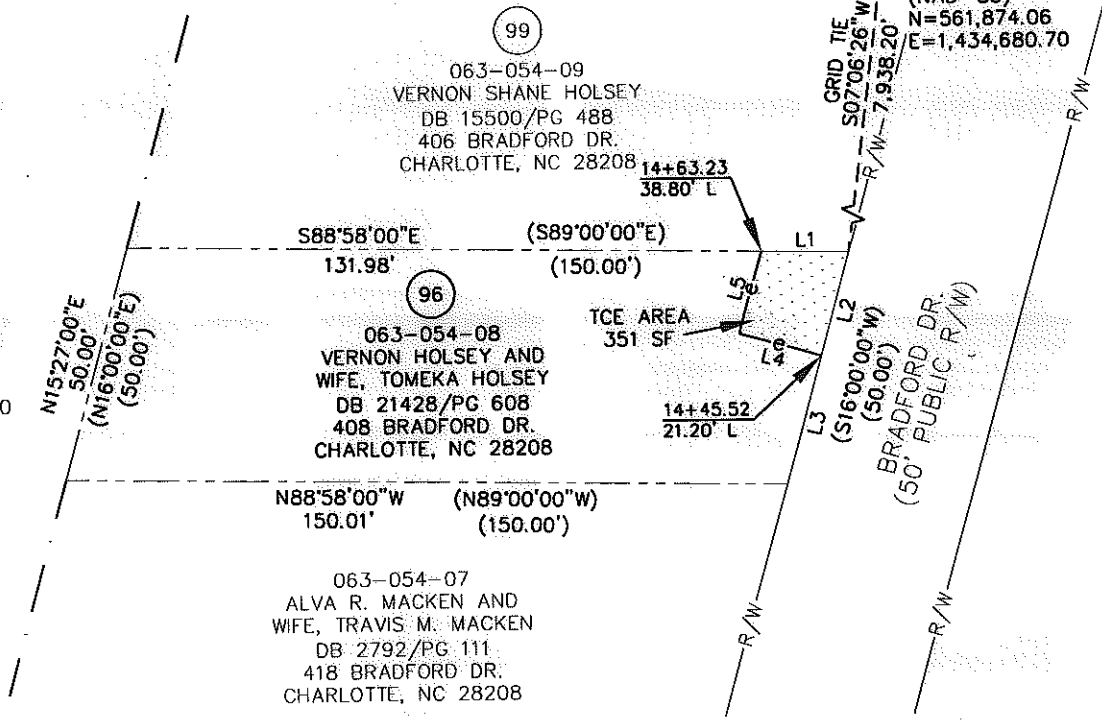 (NAD 83)
N=561,874.06
E=1,434,680.70
GRID TIE
S07°06'26"W
7,938.20'
R/W
R/W
99
063-054-09
VERNON SHANE HOLSEY
DB 15500/PG 488
406 BRADFORD DR.
CHARLOTTE, NC 28208
14+63.23
38.80' L
S88°58'00"E
(S89°00'00"E)
L1
131.98'
(150.00')
96
063-054-08
VERNON HOLSEY AND
WIFE, TOMEKA HOLSEY
DB 21428/PG 608
408 BRADFORD DR.
CHARLOTTE, NC 28208
N15°27'00"E
50.00'
(N16°00'00"E)
(50.00')
0
L5
e
TCE AREA
351 SF
e
L4
L2
14+45.52
21.20' L
L3
(S16°00'00"W)
(50.00')
BRADFORD DR.
(50' PUBLIC R/W)
N88°58'00"W
(N89°00'00"W)
150.01'
(150.00')
063-054-07
ALVA R. MACKEN AND
WIFE, TRAVIS M. MACKEN
DB 2792/PG 111
418 BRADFORD DR.
CHARLOTTE, NC 28208
R/W
R/W